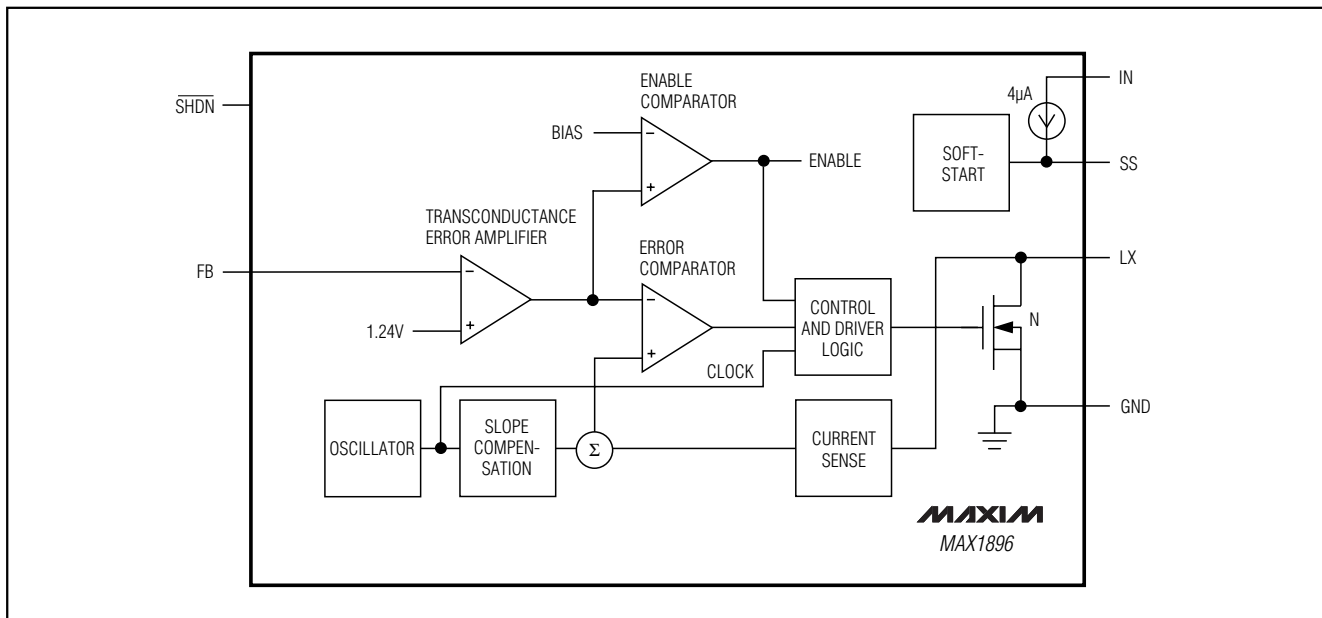 ENABLE
COMPARATOR
IN
4µA
SHDN
BIAS
SOFT-
START
ENABLE
SS
TRANSCONDUCTANCE
ERROR AMPLIFIER
ERROR
COMPARATOR
FB
LX
1.24V
CONTROL
AND DRIVER
LOGIC
N
CLOCK
GND
OSCILLATOR
SLOPE
COMPEN-
SATION
Σ
CURRENT
SENSE
MAXIM
MAX1896
−
+
−
+
−
+